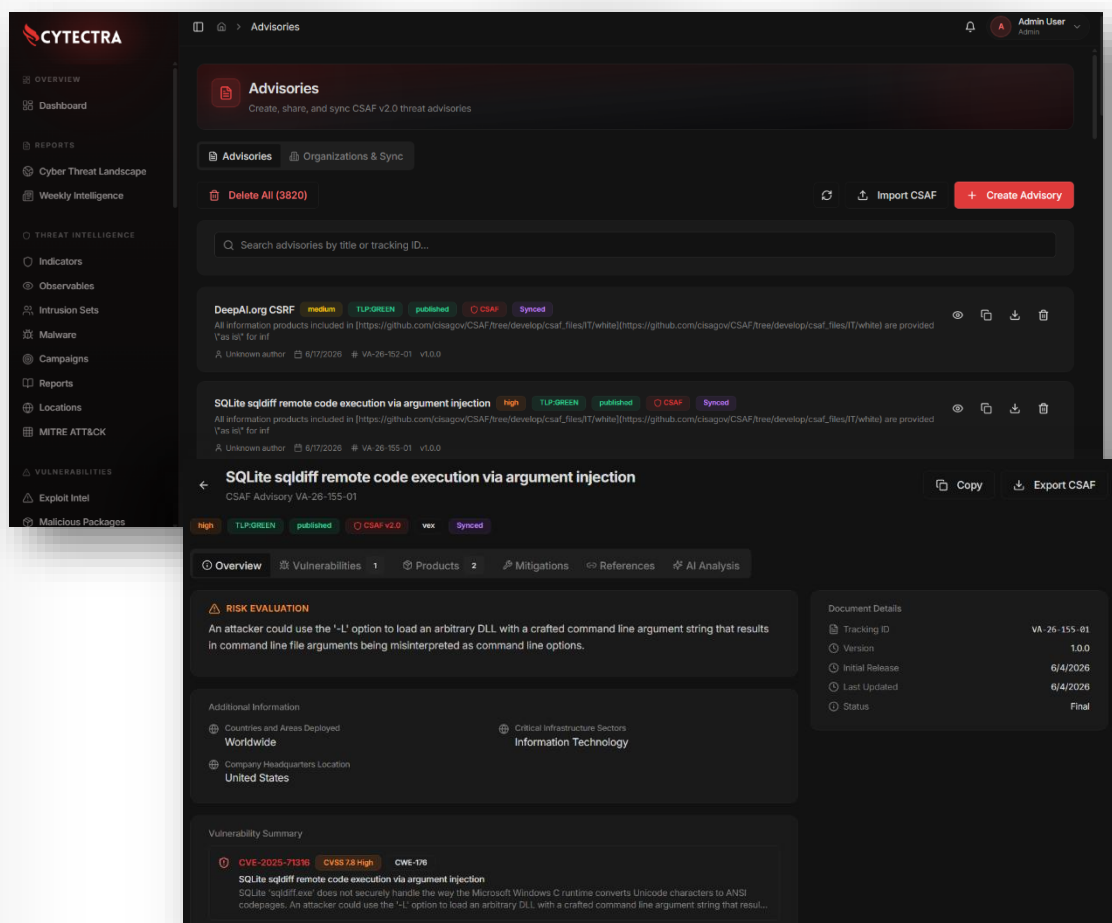 CYTECTRA
Advisories
Admin User
A
Admin
OVERVIEW
Dashboard
REPORTS
Cyber Threat Landscape
Weekly Intelligence
THREAT INTELLIGENCE
Indicators
Observables
Intrusion Sets
Malware
Campaigns
Reports
Locations
MITRE ATT&CK
VULNERABILITIES
Exploit Intel
Malicious Packages
Advisories
Create, share, and sync CSAF v2.0 threat advisories
Advisories Organizations & Sync
Delete All (3820) Import CSAF + Create Advisory
Search advisories by title or tracking ID...
DeepAI.org CSRF medium TLP:GREEN published CSAF Synced
All information products included in [https://github.com/cisagov/CSAF/tree/develop/csaf_files/IT/white](https://github.com/cisagov/CSAF/tree/develop/csaf_files/IT/white) are provided
\"as is\" for inf
Unknown author 6/17/2026 # VA-26-152-01 v1.0.0
SQLite sqldiff remote code execution via argument injection high TLP:GREEN published CSAF Synced
All information products included in [https://github.com/cisagov/CSAF/tree/develop/csaf_files/IT/white](https://github.com/cisagov/CSAF/tree/develop/csaf_files/IT/white) are provided
\"as is\" for inf
Unknown author 6/17/2026 # VA-26-155-01 v1.0.0
SQLite sqldiff remote code execution via argument injection
CSAF Advisory VA-26-155-01
Copy Export CSAF
high TLP:GREEN published CSAF v2.0 vex Synced
Overview Vulnerabilities 1 Products 2 Mitigations References AI Analysis
RISK EVALUATION
An attacker could use the '-L' option to load an arbitrary DLL with a crafted command line argument string that results
in command line file arguments being misinterpreted as command line options.
Additional Information
Countries and Areas Deployed
Worldwide
Critical Infrastructure Sectors
Information Technology
Company Headquarters Location
United States
Document Details
Tracking ID VA-26-155-01
Version 1.0.0
Initial Release 6/4/2026
Last Updated 6/4/2026
Status Final
Vulnerability Summary
CVE-2025-71316 CVSS 7.8 High CWE-176
SQLite sqldiff remote code execution via argument injection
SQLite 'sqldiff.exe' does not securely handle the way the Microsoft Windows C runtime converts Unicode characters to ANSI
codepages. An attacker could use the '-L' option to load an arbitrary DLL with a crafted command line argument string that resul...